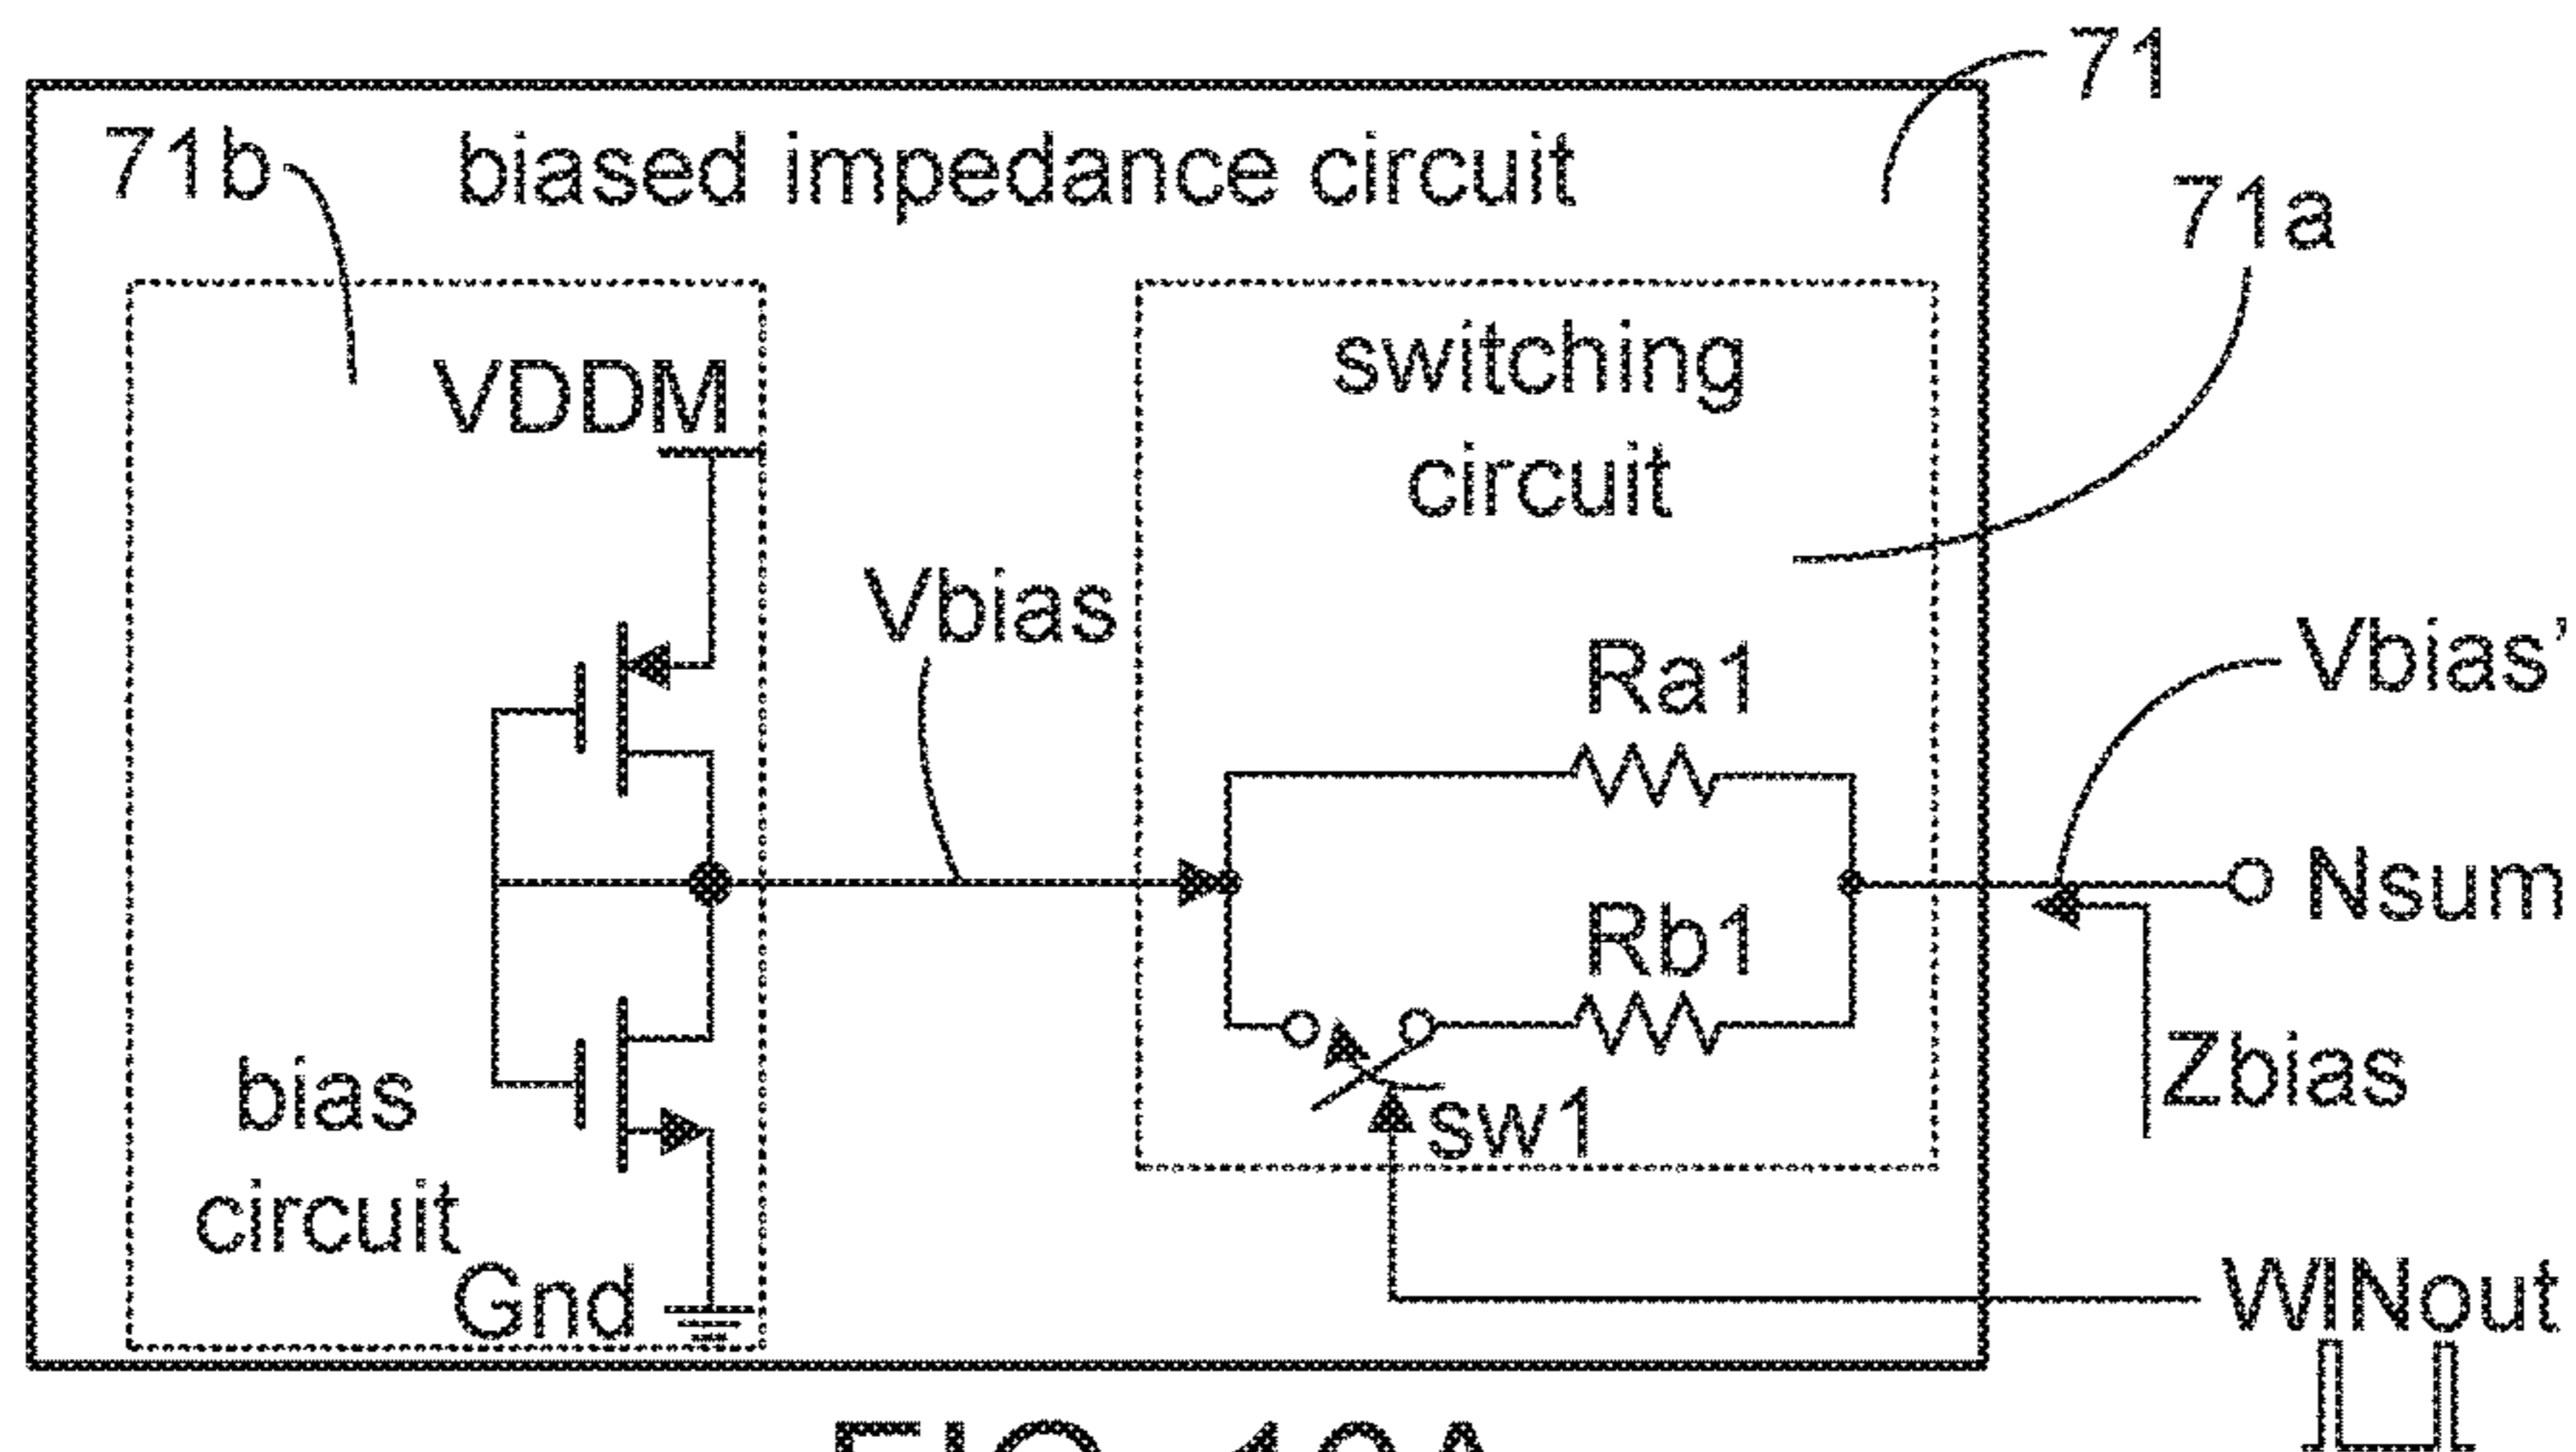 71
71b
biased impedance circuit
71a
VDDM
switching
circuit
Vbias
Ra1
Vbias’
Nsum
Rb1
Zbias
sw1
bias
circuit
Gnd
WINout